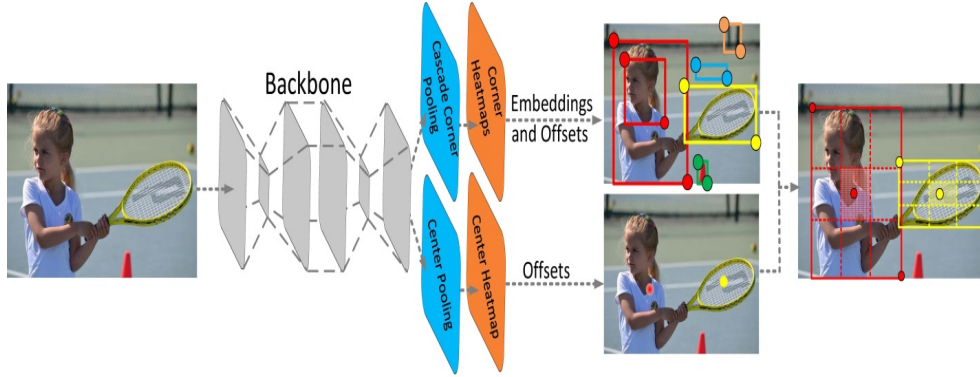 Backbone
Cascade Corner
Pooling
Corner
Heatmaps
Embeddings
and Offsets
Center Pooling
Center Heatmap
Offsets